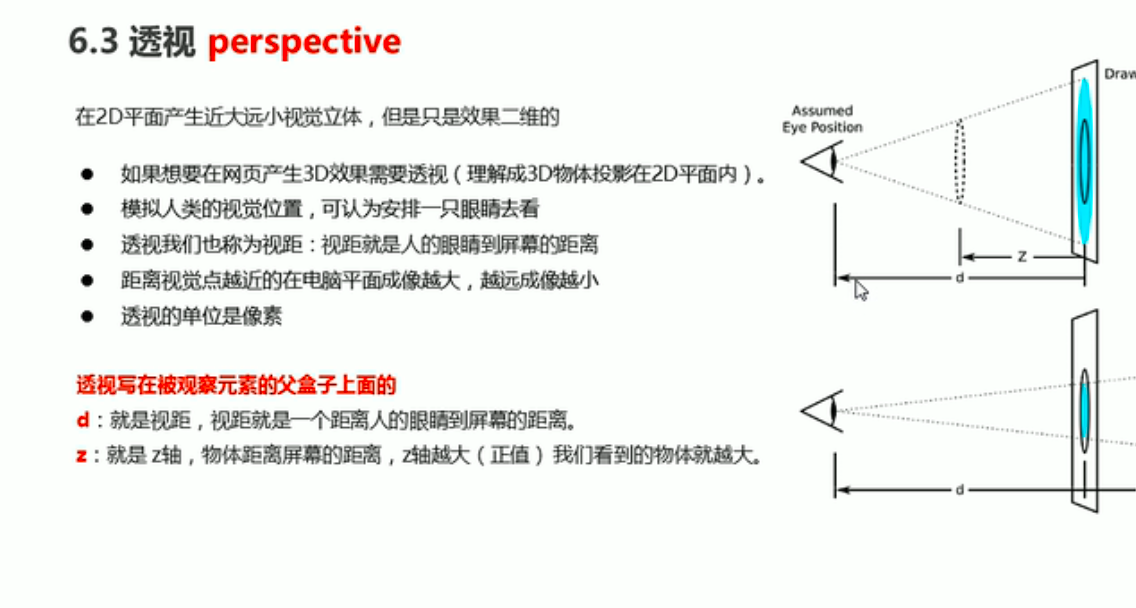 6.3 透视 perspective
在2D平面产生近大远小视觉立体，但是只是效果二维的
● 如果想要在网页产生3D效果需要透视（理解成3D物体投影在2D平面内）。
● 模拟人类的视觉位置，可认为安排一只眼睛去看
● 透视我们也称为视距：视距就是人的眼睛到屏幕的距离
● 距离视觉点越近的在电脑平面成像越大，越远成像越小
● 透视的单位是像素
透视写在被观察元素的父盒子上面的
d：就是视距，视距就是一个距离人的眼睛到屏幕的距离。
z：就是 z轴，物体距离屏幕的距离，z轴越大（正值） 我们看到的物体就越大。
Assumed
Eye Position
Draw
Z
d
d